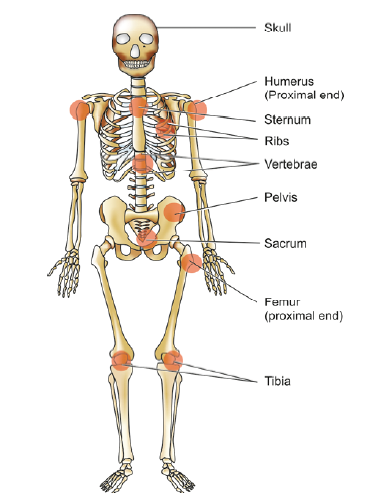 Skull
Humerus
(Proximal end)
Sternum
Ribs
Vertebrae
Pelvis
Sacrum
Femur
(proximal end)
Tibia